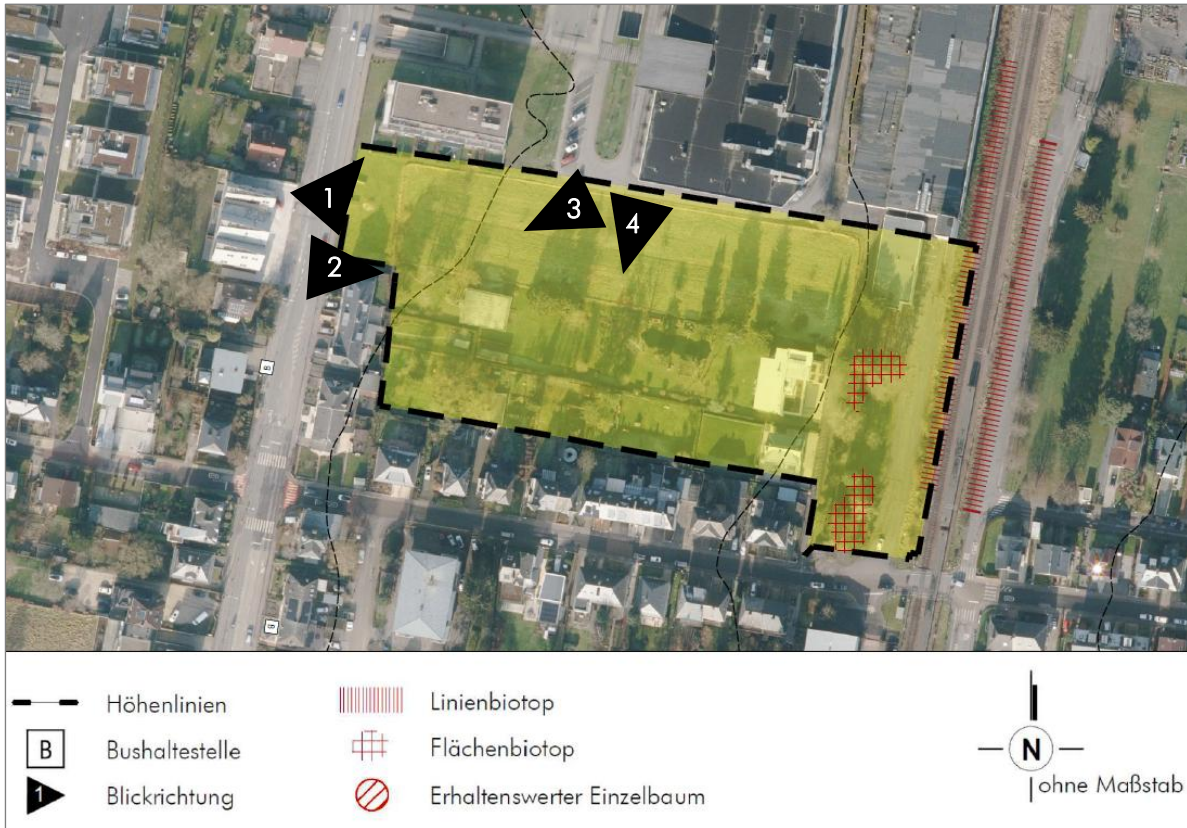 1
2
3
4
B
B
Höhenlinien
Linienbiotop
B
Bushaltestelle
Flächenbiotop
N
1
Blickrichtung
Erhaltenswerter Einzelbaum
ohne Maßstab